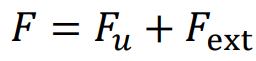 F = F_u + F_ext